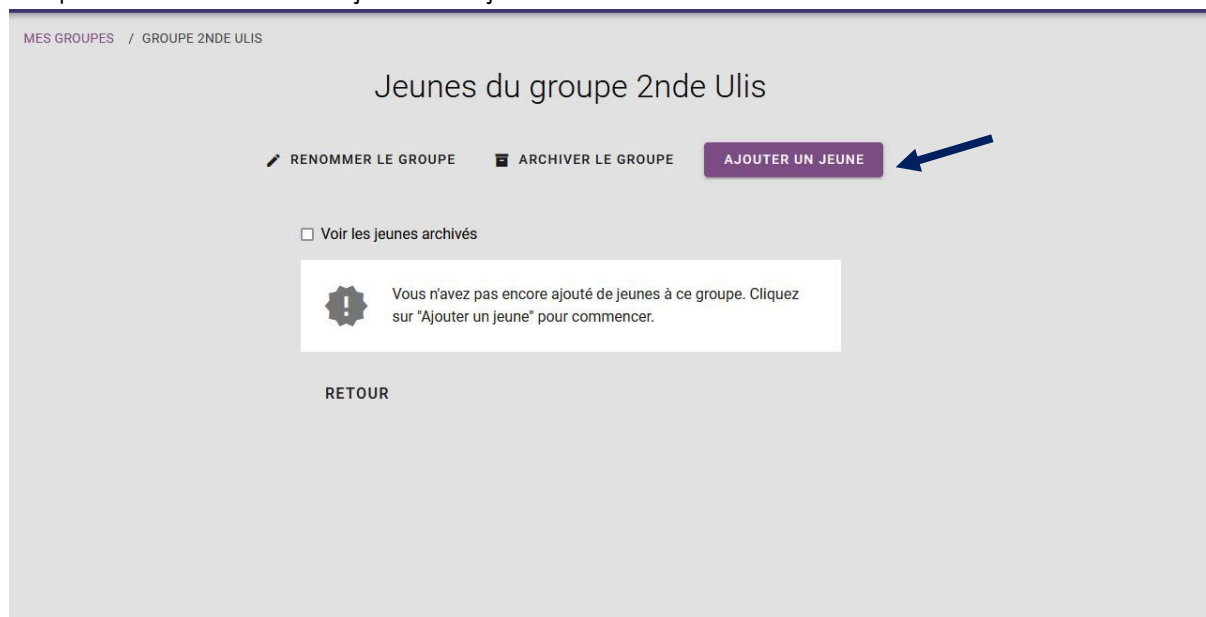 MES GROUPES / GROUPE 2NDE ULIS
Jeunes du groupe 2nde Ulis
RENOMMER LE GROUPE ARCHIVER LE GROUPE AJOUTER UN JEUNE
Voir les jeunes archivés
Vous n'avez pas encore ajouté de jeunes à ce groupe. Cliquez
sur "Ajouter un jeune" pour commencer.
RETOUR